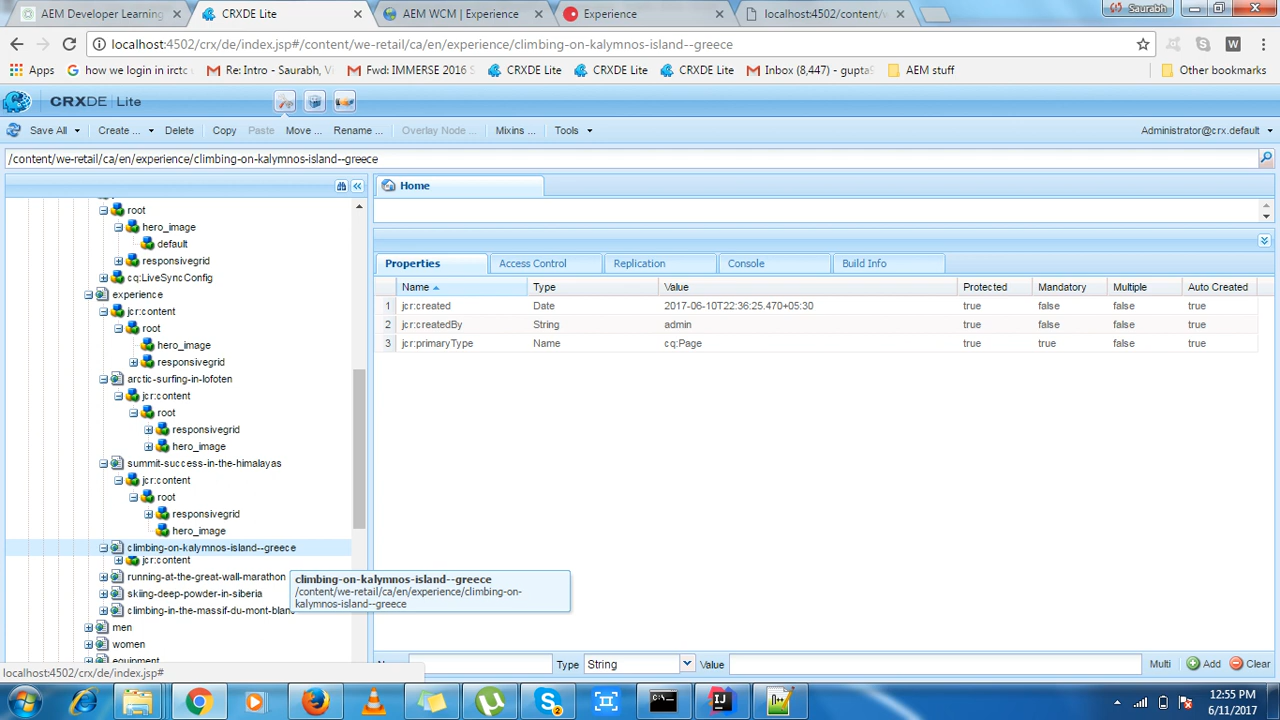 AEM Developer Learning
CRXDE Lite
AEM WCM | Experience
Experience
localhost:4502/content/
Saurabh
localhost:4502/crx/de/index.jsp#/content/we-retail/ca/en/experience/climbing-on-kalymnos-island--greece
Apps
how we login in irctc
Re: Intro - Saurabh, Vi
Fwd: IMMERSE 2016 S
CRXDE Lite
CRXDE Lite
CRXDE Lite
Inbox (8,447) - gupta
AEM stuff
Other bookmarks
CRXDE | Lite
Save All
Create ...
Delete
Copy
Paste
Move ...
Rename ...
Overlay Node ...
Mixins ...
Tools
Administrator@crx.default
/content/we-retail/ca/en/experience/climbing-on-kalymnos-island--greece
root
hero_image
default
responsivegrid
cq:LiveSyncConfig
experience
jcr:content
root
hero_image
responsivegrid
arctic-surfing-in-lofoten
jcr:content
root
responsivegrid
hero_image
summit-success-in-the-himalayas
jcr:content
root
responsivegrid
hero_image
climbing-on-kalymnos-island--greece
jcr:content
running-at-the-great-wall-marathon
skiing-deep-powder-in-siberia
climbing-in-the-massif-du-mont-blanc
men
women
equipment
climbing-on-kalymnos-island--greece
/content/we-retail/ca/en/experience/climbing-on-
kalymnos-island--greece
localhost:4502/crx/de/index.jsp#
Home
Properties
Access Control
Replication
Console
Build Info
Name Type Value Protected Mandatory Multiple Auto Created
1 jcr:created Date 2017-06-10T22:36:25.470+05:30 true false false true
2 jcr:createdBy String admin true false false true
3 jcr:primaryType Name cq:Page true true false true
Type String Value Multi Add Clear
12:55 PM
6/11/2017